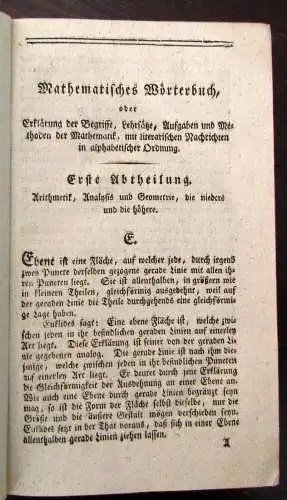 Mathematisches Wörterbuch,
oder
Erklärung der Begriffe, Lehrsätze, Aufgaben und Me-
thoden der Mathematik, mit literarischen Nachrichten
in alphabetischer Ordnung.
Erste Abtheilung.
Arithmetik, Analysis und Geometrie, die niedere
und die höhere.
E.
Ebene ist eine Fläche, auf welcher jede, durch irgend
zwey Puncte derselben gezogene gerade Linie mit allen ih-
ren Puncten liegt. Sie ist allenthalben, in größern wie
in kleinern Theilen, gleichförmig ausgedehnt, weil auf
der geraden Linie die Theile durchgehends eine gleichförmi-
ge Lage haben.
Euklides sagt: Eine ebene Fläche ist, welche zwi-
schen jeden in ihr befindlichen geraden Linien auf einerley
Art liegt. Diese Erklärung ist seiner von der geraden Li-
nie gegebenen analog. Die gerade Linie ist nach ihm die-
jenige, welche zwischen jeden in ihr befindlichen Puncten
auf einerley Art liegt. Er deutet durch jene Erklärung
die Gleichförmigkeit der Ausdehnung an einer Ebene an.
Wie auch eine Ebene durch gerade Linien begränzt seyn
mag, so ist die Form der Fläche selbst dieselbe, nur die
Größe und die äußere Gestalt mögen verschieden seyn.
Euklides setzt in der That voraus, daß sich in einer Ebene
allenthalben gerade Linien ziehen lassen.